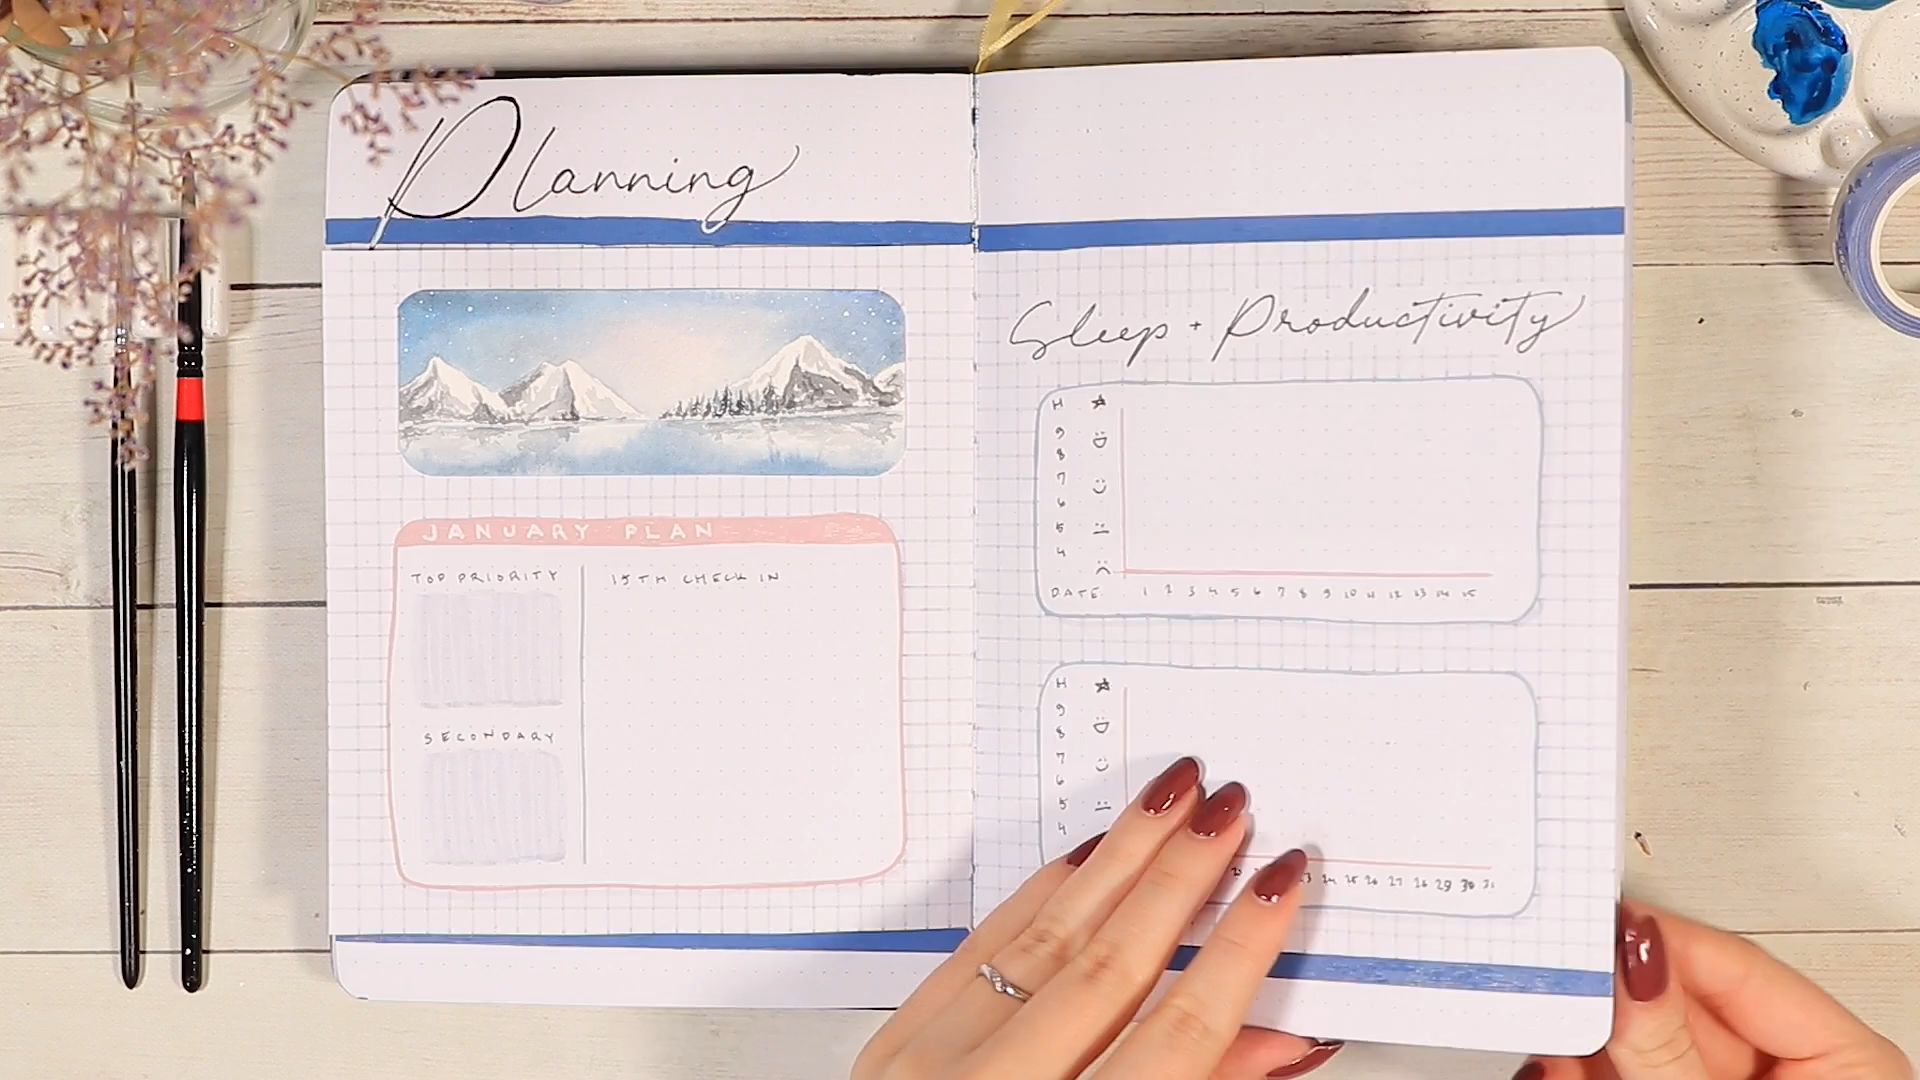 Planning
JANUARY PLAN
TOP PRIORITY
15TH CHECK IN
SECONDARY
Sleep + Productivity
H
9
8
7
6
5
4
DATE 1 2 3 4 5 6 7 8 9 10 11 12 13 14 15
H
9
8
7
6
5
4
24 25 26 27 28 29 30 31